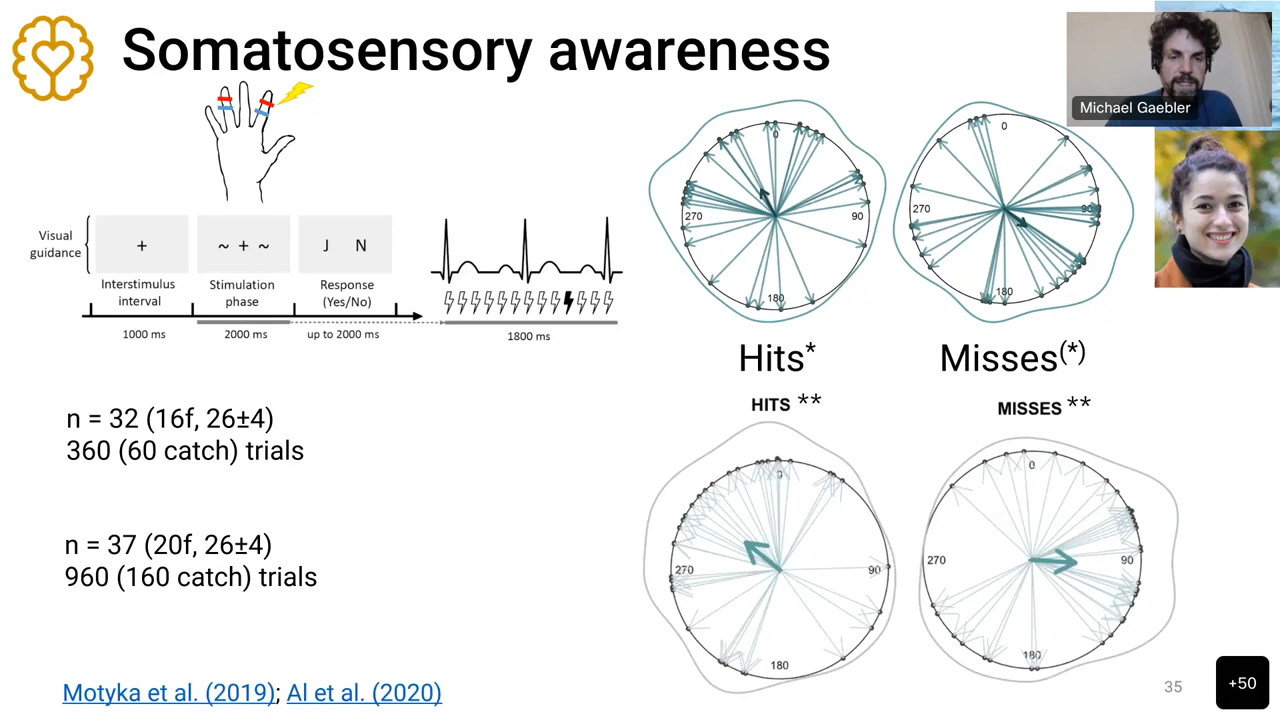 Somatosensory awareness
Michael Gaebler
Visual
guidance
+
~ + ~
J N
Interstimulus
interval
Stimulation
phase
Response
(Yes/No)
1000 ms
2000 ms
up to 2000 ms
1800 ms
0
90
180
270
0
90
180
270
Hits*
Misses(*)
HITS **
MISSES **
0
90
180
270
0
90
180
270
n = 32 (16f, 26±4)
360 (60 catch) trials
n = 37 (20f, 26±4)
960 (160 catch) trials
Motyka et al. (2019); Al et al. (2020)
35
+50